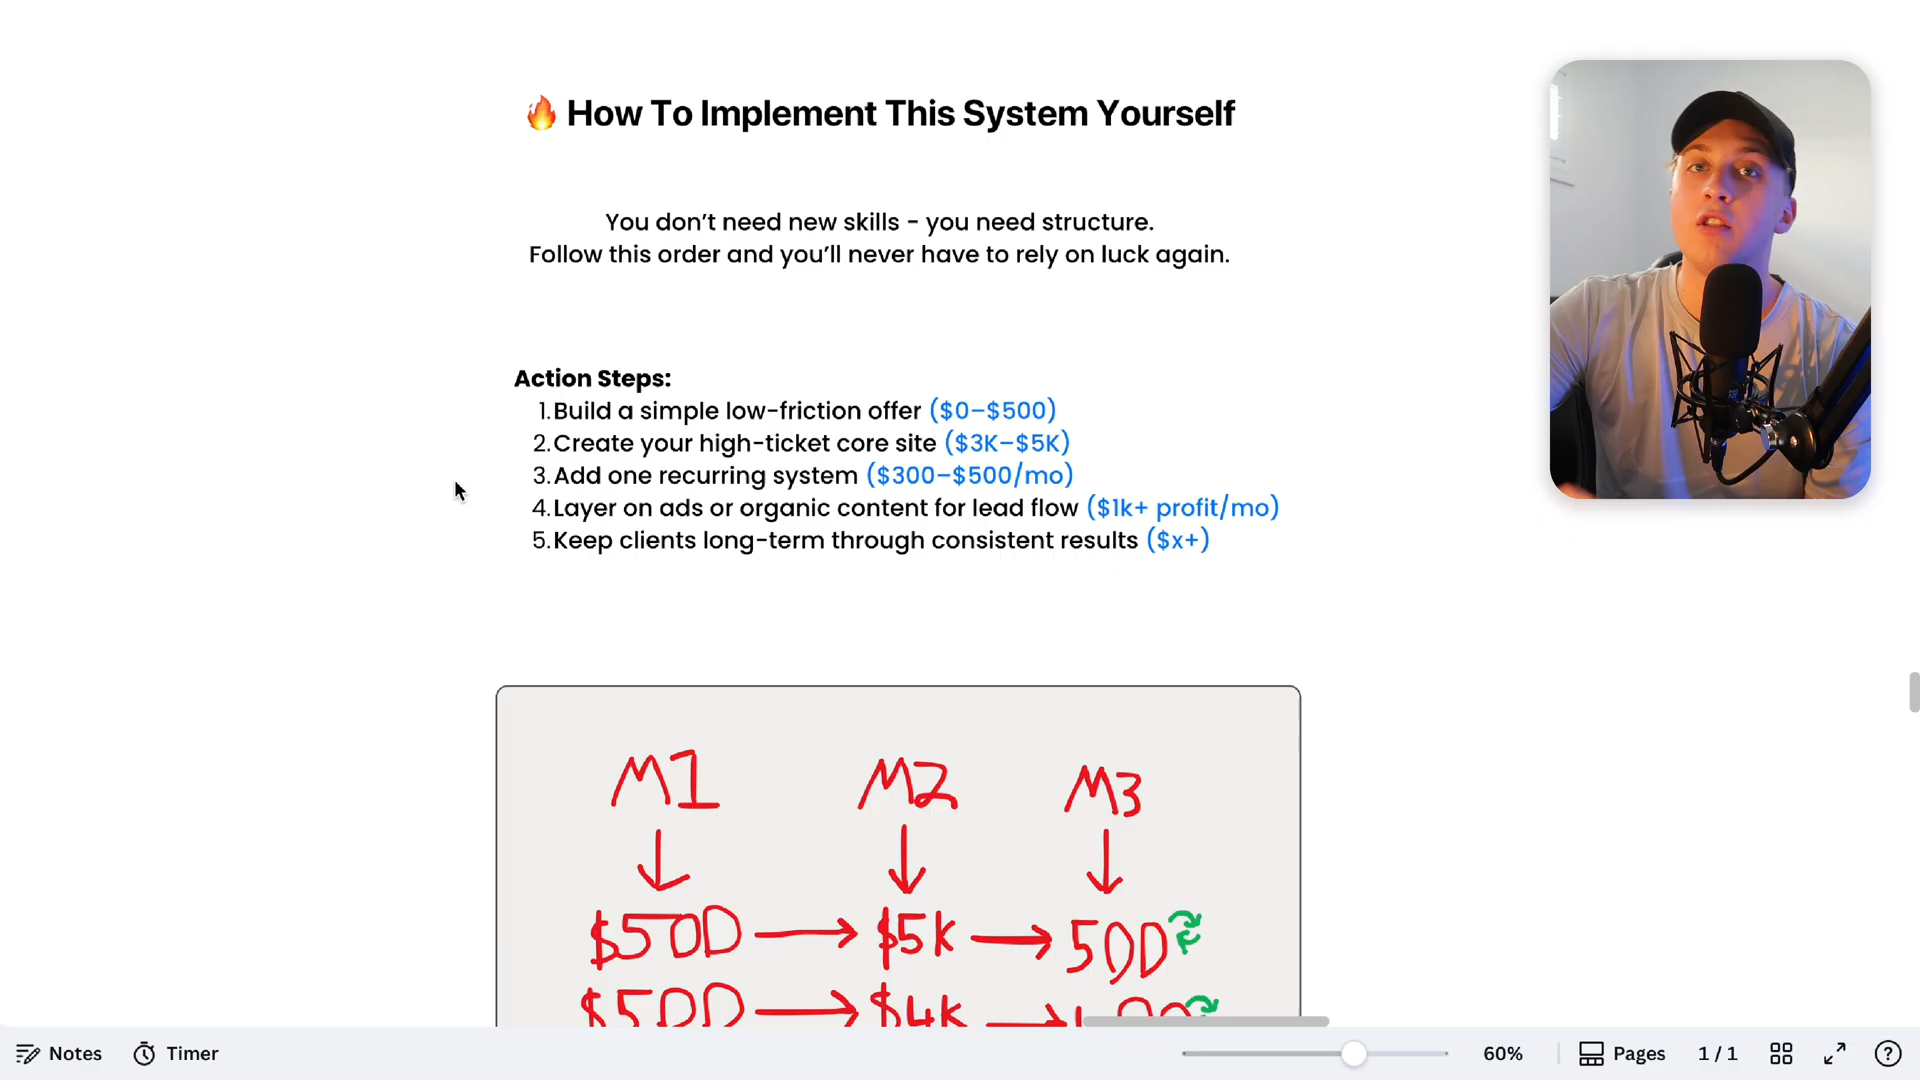 🔥 How To Implement This System Yourself
You don't need new skills - you need structure.
Follow this order and you'll never have to rely on luck again.
Action Steps:
1. Build a simple low-friction offer ($0–$500)
2. Create your high-ticket core site ($3K–$5K)
3. Add one recurring system ($300–$500/mo)
4. Layer on ads or organic content for lead flow ($1k+ profit/mo)
5. Keep clients long-term through consistent results ($x+)
M1 M2 M3
$500 $5K 500
$500 $4K
Notes Timer 60% Pages 1 / 1